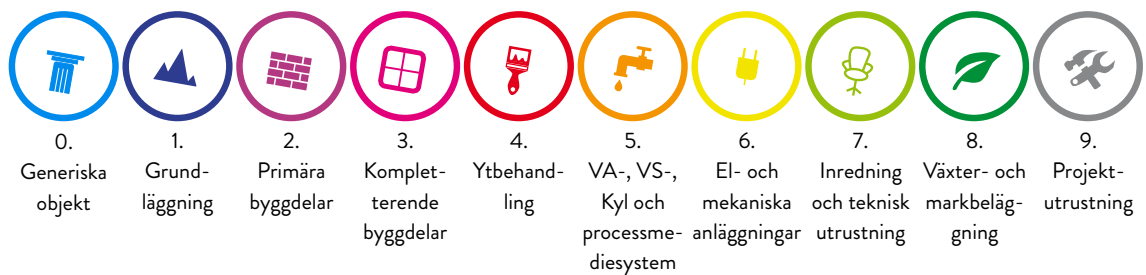 0.
Generiska
objekt
1.
Grund-
läggning
2.
Primära
byggdelar
3.
Komplet-
terende
byggdelar
4.
Ytbehand-
ling
5.
VA-, VS-,
Kyl och
processme-
diesystem
6.
El- och
mekaniska
anläggningar
7.
Inredning
och teknisk
utrustning
8.
Växter- och
markbeläg-
gning
9.
Projekt-
utrustning